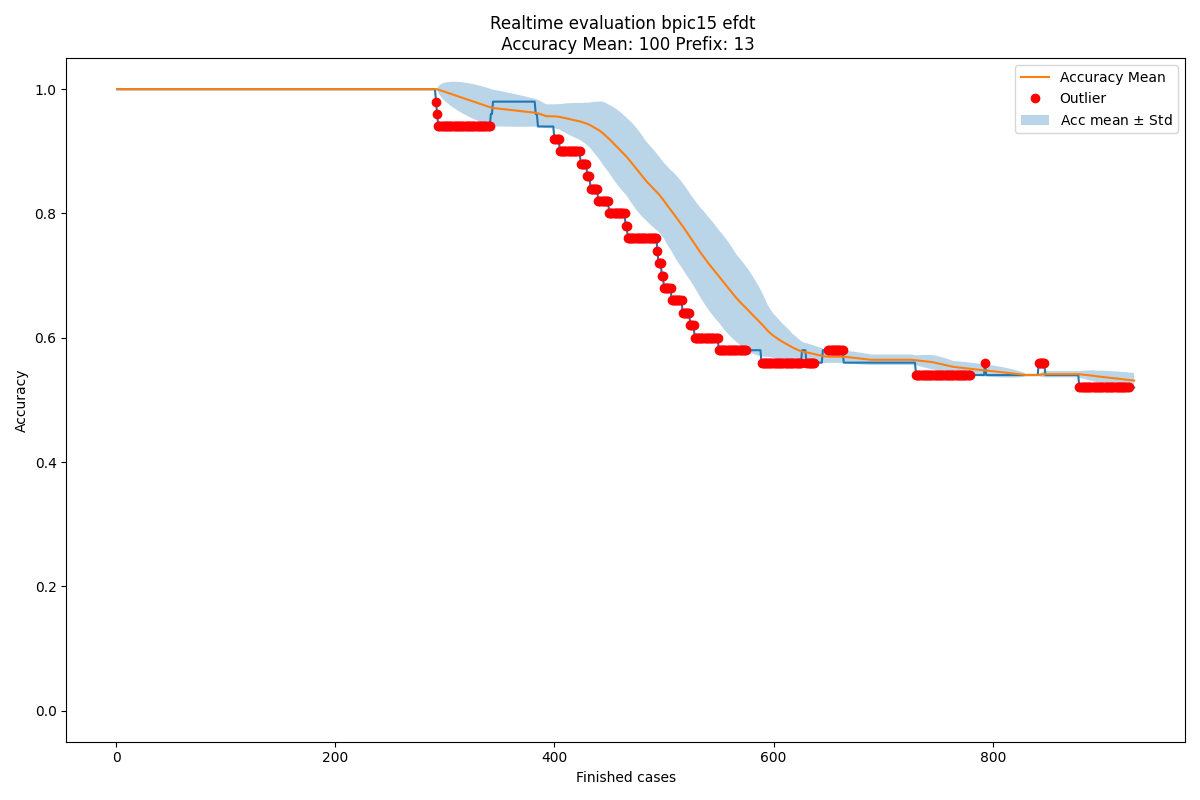 Realtime evaluation bpic15 efdt
Accuracy Mean: 100 Prefix: 13
Accuracy Mean
Outlier
Acc mean ± Std
1.0
0.8
0.6
0.4
0.2
0.0
Accuracy
0
200
400
600
800
Finished cases